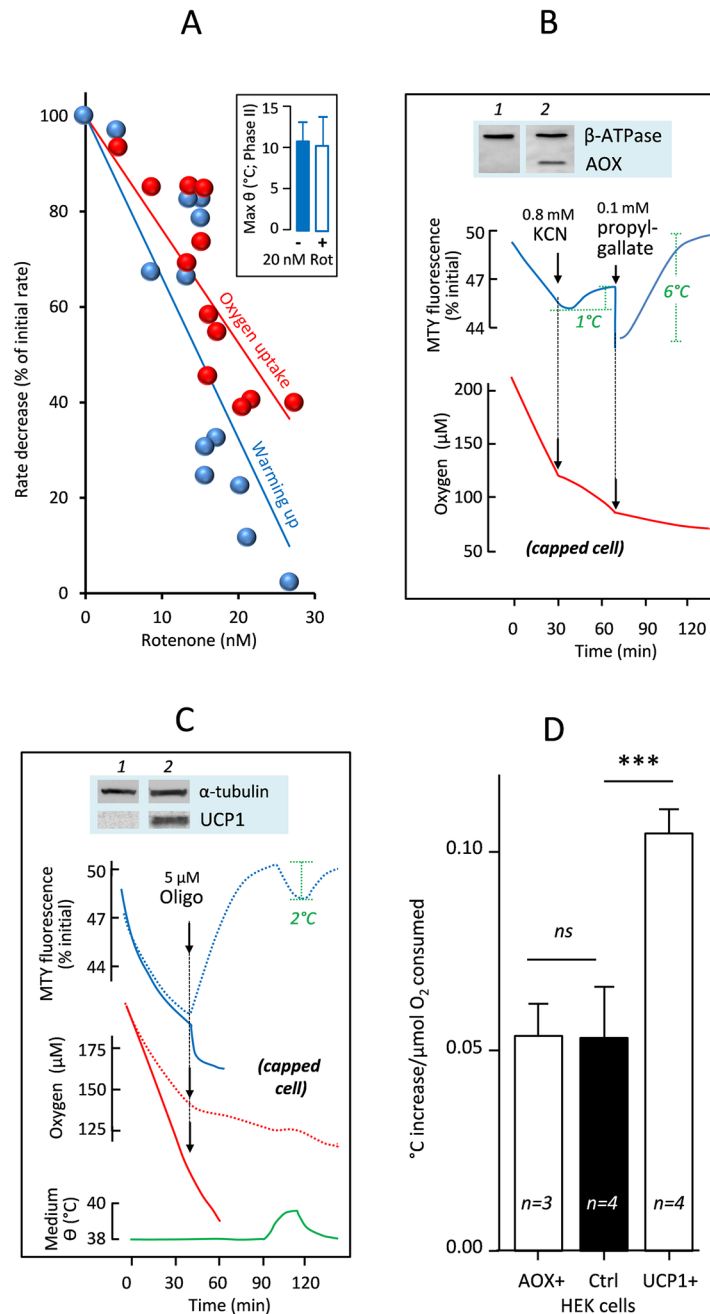 A
Rate decrease (% of initial rate)
100
80
60
40
20
0
0
10
20
30
Rotenone (nM)
Oxygen uptake
Warming up
Max θ (°C; Phase II)
15
10
5
0
- +
20 nM Rot
B
1 2
β-ATPase
AOX
MTY fluorescence
(% initial)
50
47
44
0.8 mM
KCN
0.1 mM
propyl-
gallate
1°C
6°C
Oxygen (μM)
200
150
100
50
(capped cell)
0 30 60 90 120
Time (min)
C
1 2
α-tubulin
UCP1
MTY fluorescence
(% initial)
50
47
44
5 μM
Oligo
2°C
Oxygen (μM)
175
150
125
(capped
cell)
Medium
Θ (°C)
40
38
0 30 60 90 120
Time (min)
D
°C increase/μmol O₂ consumed
0.10
0.05
0.00
***
ns
n=3 n=4 n=4
AOX+ Ctrl UCP1+
HEK cells